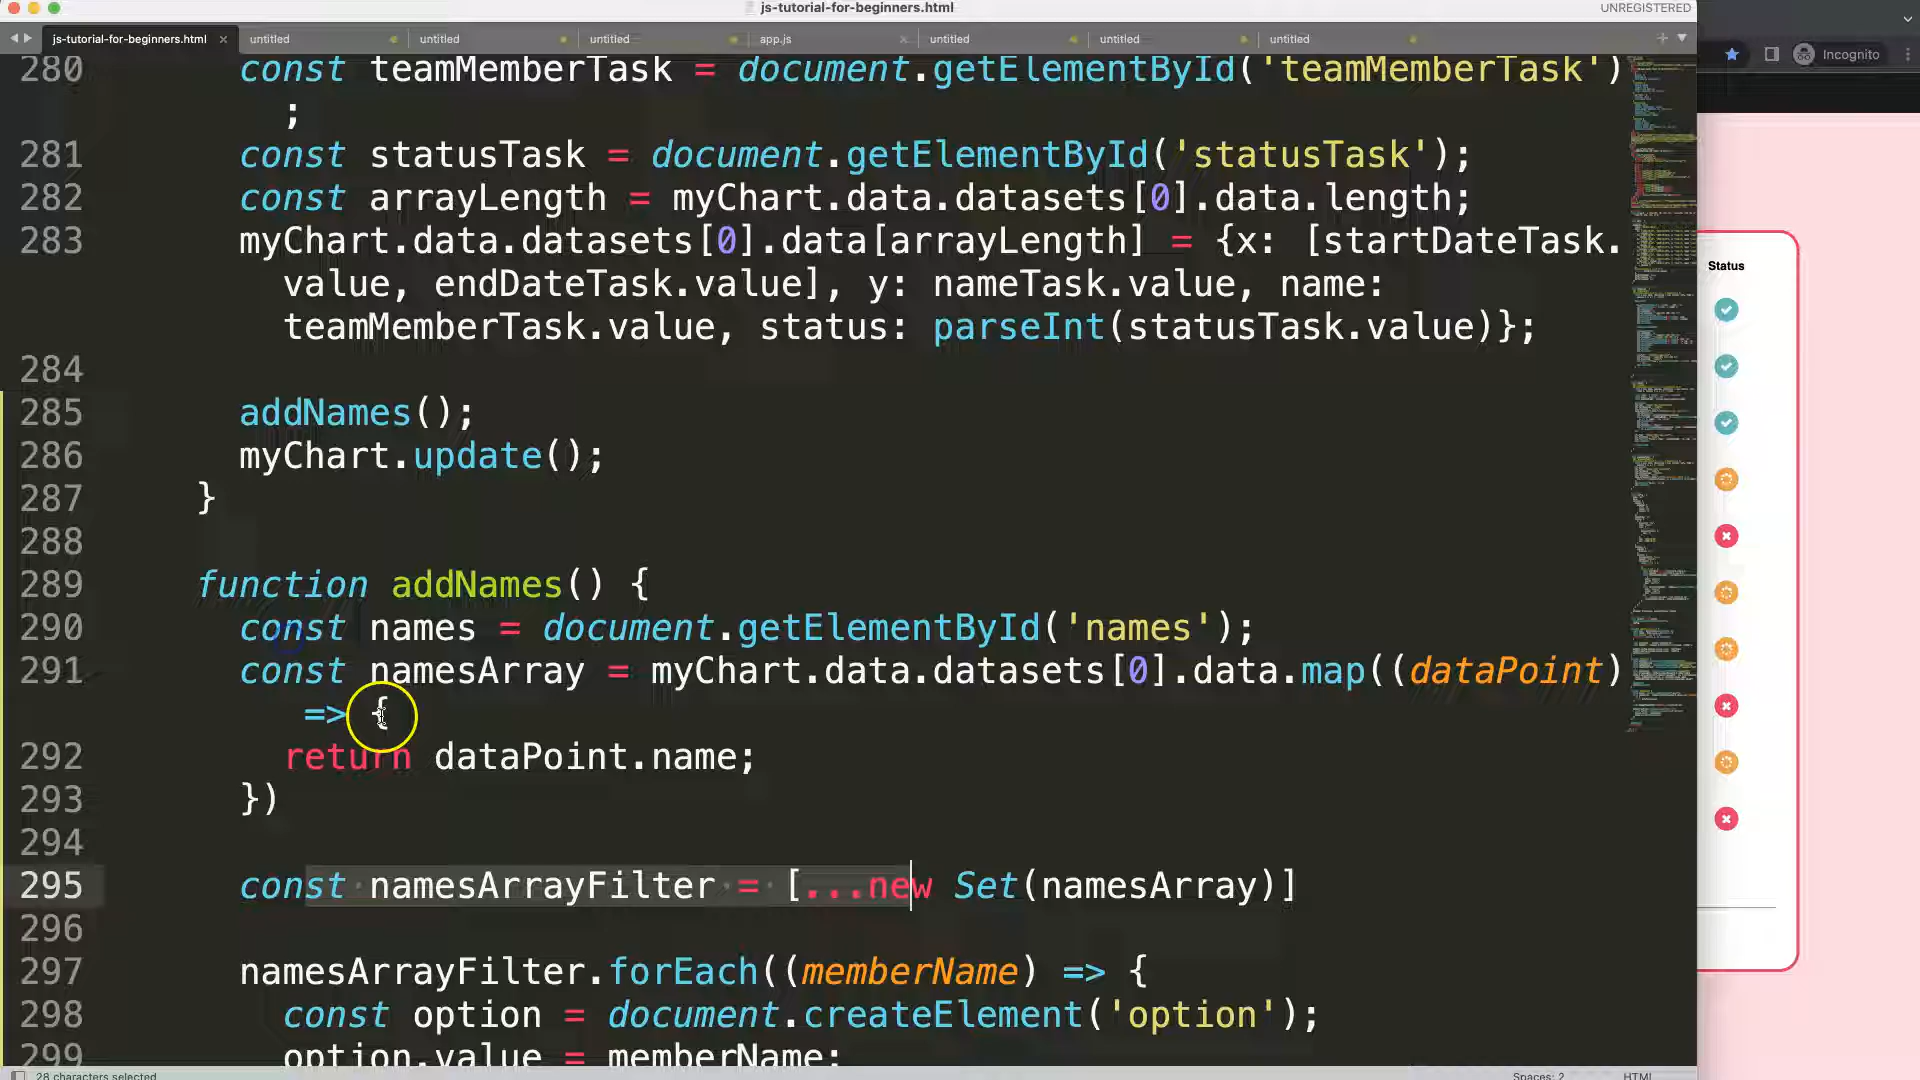 js-tutorial-for-beginners.html
UNREGISTERED
js-tutorial-for-beginners.html × untitled untitled untitled app.js × untitled untitled untitled
Incognito
280 const teamMemberTask = document.getElementById('teamMemberTask')
;
281 const statusTask = document.getElementById('statusTask');
282 const arrayLength = myChart.data.datasets[0].data.length;
283 myChart.data.datasets[0].data[arrayLength] = {x: [startDateTask.
value, endDateTask.value], y: nameTask.value, name:
teamMemberTask.value, status: parseInt(statusTask.value)};
284
285 addNames();
286 myChart.update();
287 }
288
289 function addNames() {
290 const names = document.getElementById('names');
291 const namesArray = myChart.data.datasets[0].data.map((dataPoint)
=> {
292 return dataPoint.name;
293 })
294
295 const namesArrayFilter = [...new Set(namesArray)]
296
297 namesArrayFilter.forEach((memberName) => {
298 const option = document.createElement('option');
299 option.value = memberName;
Status
28 characters selected
Spaces: 2
HTML